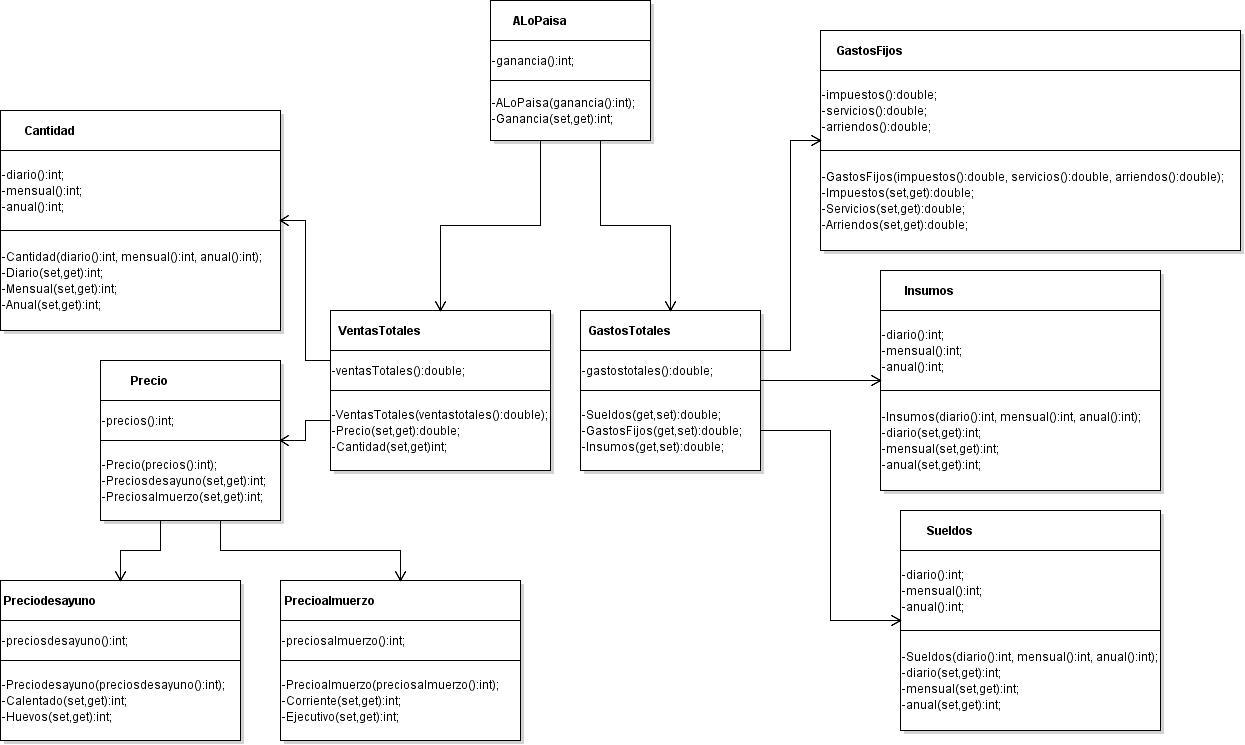 ALoPaisa
-ganancia():int;
-ALoPaisa(ganancia():int);
-Ganancia(set,get):int;
GastosFijos
-impuestos():double;
-servicios():double;
-arriendos():double;
-GastosFijos(impuestos():double, servicios():double, arriendos():double);
-Impuestos(set,get):double;
-Servicios(set,get):double;
-Arriendos(set,get):double;
Cantidad
-diario():int;
-mensual():int;
-anual():int;
-Cantidad(diario():int, mensual():int, anual():int);
-Diario(set,get):int;
-Mensual(set,get):int;
-Anual(set,get):int;
VentasTotales
-ventasTotales():double;
-VentasTotales(ventastotales():double);
-Precio(set,get):double;
-Cantidad(set,get)int;
GastosTotales
-gastostotales():double;
-Sueldos(get,set):double;
-GastosFijos(get,set):double;
-Insumos(get,set):double;
Insumos
-diario():int;
-mensual():int;
-anual():int;
-Insumos(diario():int, mensual():int, anual():int);
-diario(set,get):int;
-mensual(set,get):int;
-anual(set,get):int;
Precio
-precios():int;
-Precio(precios():int);
-Preciosdesayuno(set,get):int;
-Preciosalmuerzo(set,get):int;
Sueldos
-diario():int;
-mensual():int;
-anual():int;
-Sueldos(diario():int, mensual():int, anual():int);
-diario(set,get):int;
-mensual(set,get):int;
-anual(set,get):int;
Preciodesayuno
-preciosdesayuno():int;
-Preciodesayuno(preciosdesayuno():int);
-Calentado(set,get):int;
-Huevos(set,get):int;
Precioalmuerzo
-preciosalmuerzo():int;
-Precioalmuerzo(preciosalmuerzo():int);
-Corriente(set,get):int;
-Ejecutivo(set,get):int;